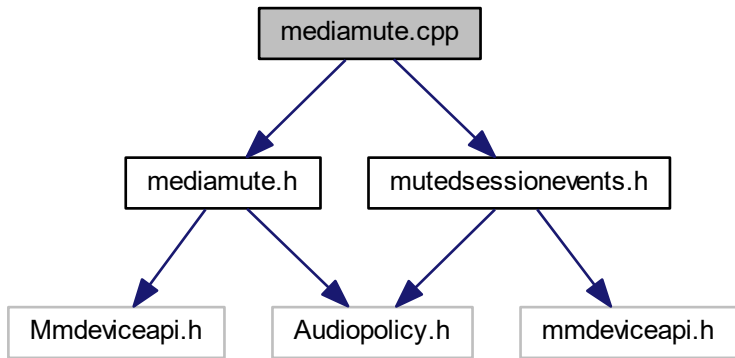 mediamute.cpp
mediamute.h
mutedsessionevents.h
Mmdeviceapi.h
Audiopolicy.h
mmdeviceapi.h